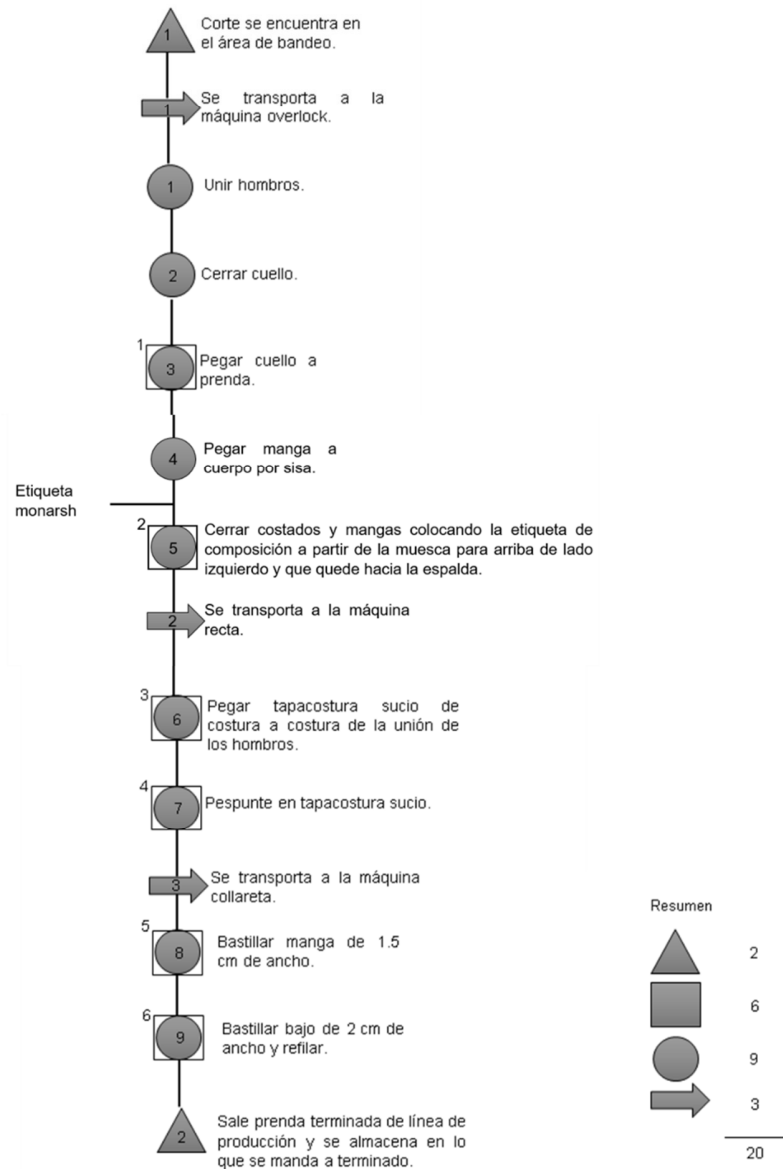 1
Corte se encuentra en
el área de bandeo.
1
Se transporta a la
máquina overlock.
1
Unir hombros.
2
Cerrar cuello.
1
3
Pegar cuello a
prenda.
4
Pegar manga a
cuerpo por sisa.
Etiqueta
monarsh
2
5
Cerrar costados y mangas colocando la etiqueta de
composición a partir de la muesca para arriba de lado
izquierdo y que quede hacia la espalda.
2
Se transporta a la máquina
recta.
3
6
Pegar tapacostura sucio de
costura a costura de la unión de
los hombros.
4
7
Pespunte en tapacostura sucio.
3
Se transporta a la máquina
collareta.
5
8
Bastillar manga de 1.5
cm de ancho.
6
9
Bastillar bajo de 2 cm de
ancho y refilar.
2
Sale prenda terminada de línea de
producción y se almacena en lo
que se manda a terminado.
Resumen
2
6
9
3
20